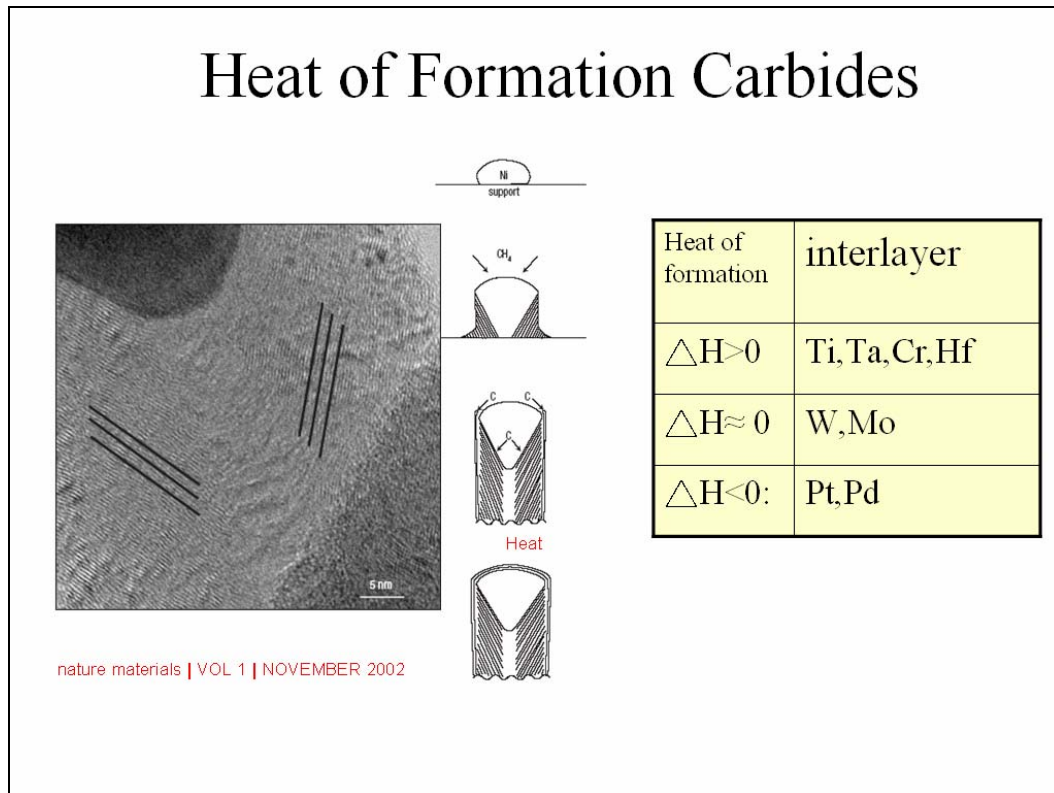 Heat of Formation Carbides
Ni
support
CH₄
C C
C
Heat
5 nm
nature materials | VOL 1 | NOVEMBER 2002
Heat of
formation
interlayer
△H>0 Ti,Ta,Cr,Hf
△H≈ 0 W,Mo
△H<0: Pt,Pd